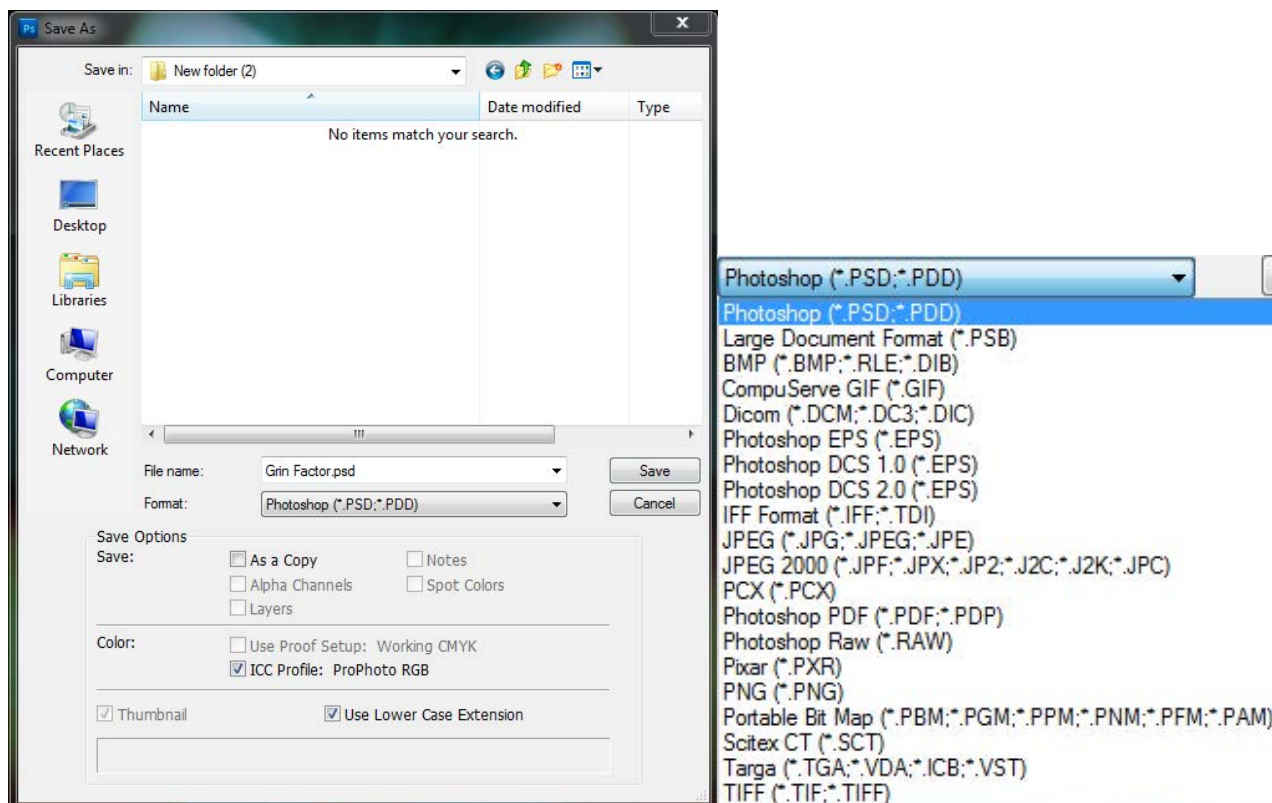 Ps Save As X
Save in: New folder (2)
Name Date modified Type
No items match your search.
Recent Places
Desktop
Libraries
Computer
Network
File name: Grin Factor.psd Save
Format: Photoshop (*.PSD;*.PDD) Cancel
Save Options
Save: As a Copy Notes
Alpha Channels Spot Colors
Layers
Color: Use Proof Setup: Working CMYK
ICC Profile: ProPhoto RGB
Thumbnail Use Lower Case Extension
Photoshop (*.PSD;*.PDD)
Photoshop (*.PSD;*.PDD)
Large Document Format (*.PSB)
BMP (*.BMP;*.RLE;*.DIB)
CompuServe GIF (*.GIF)
Dicom (*.DCM;*.DC3;*.DIC)
Photoshop EPS (*.EPS)
Photoshop DCS 1.0 (*.EPS)
Photoshop DCS 2.0 (*.EPS)
IFF Format (*.IFF;*.TDI)
JPEG (*.JPG;*.JPEG;*.JPE)
JPEG 2000 (*.JPF;*.JPX;*.JP2;*.J2C;*.J2K;*.JPC)
PCX (*.PCX)
Photoshop PDF (*.PDF;*.PDP)
Photoshop Raw (*.RAW)
Pixar (*.PXR)
PNG (*.PNG)
Portable Bit Map (*.PBM;*.PGM;*.PPM;*.PNM;*.PFM;*.PAM)
Scitex CT (*.SCT)
Targa (*.TGA;*.VDA;*.ICB;*.VST)
TIFF (*.TIF;*.TIFF)